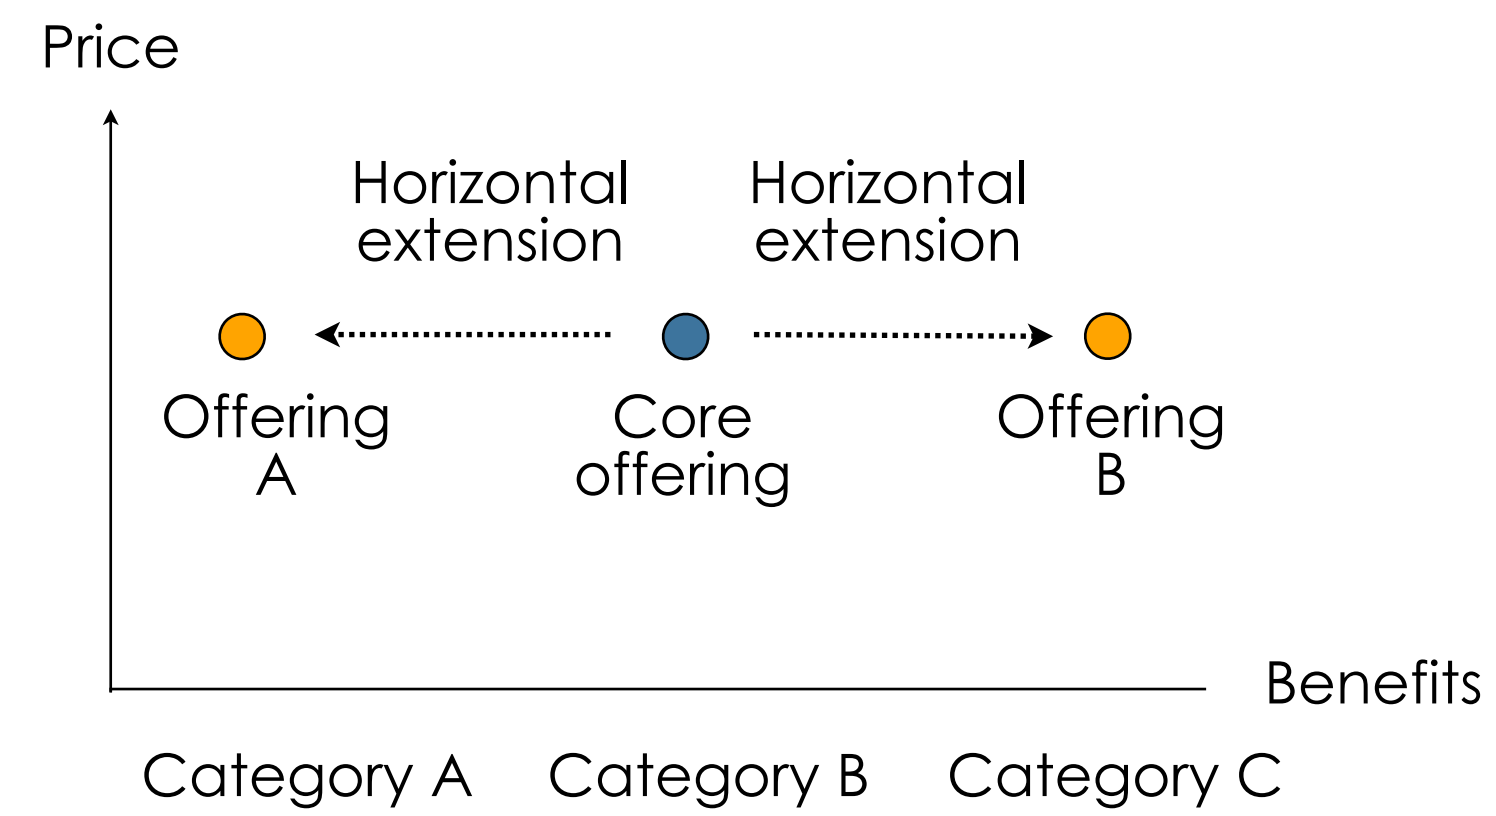 Price
Horizontal
extension
Horizontal
extension
Offering
A
Core
offering
Offering
B
Benefits
Category A
Category B
Category C